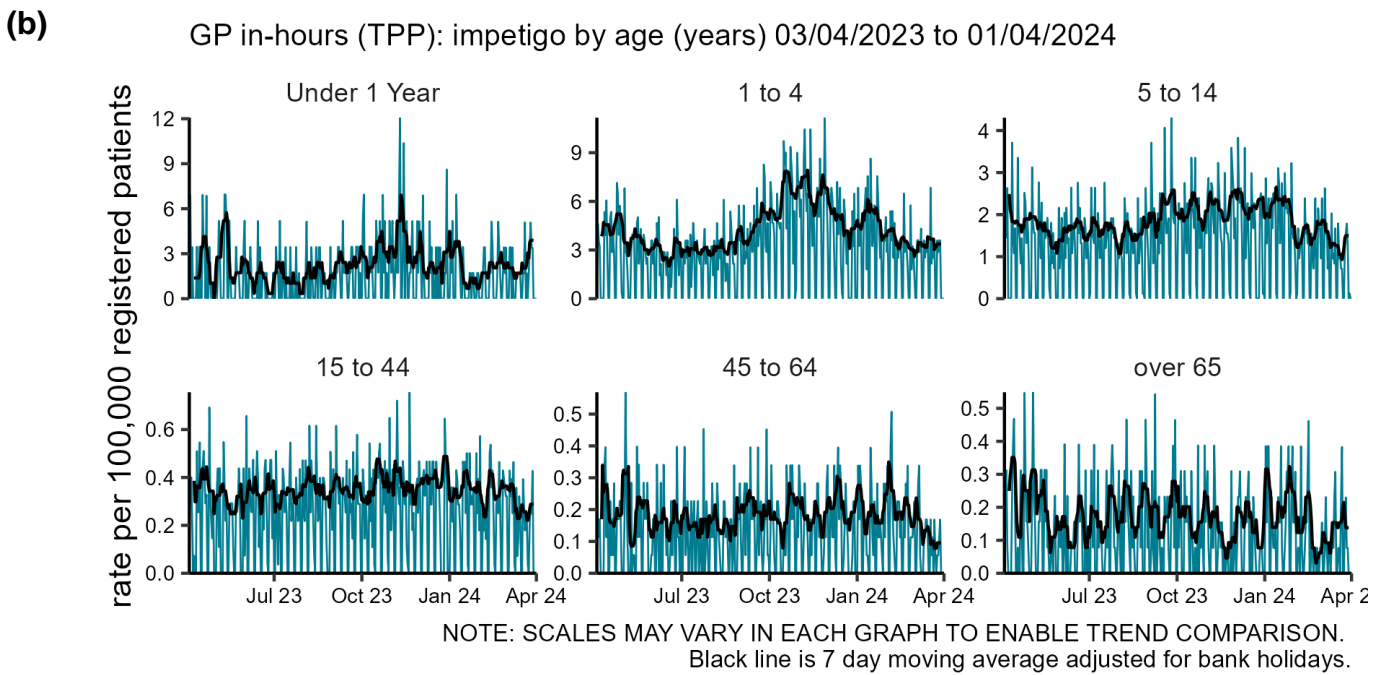 (b)
GP in-hours (TPP): impetigo by age (years) 03/04/2023 to 01/04/2024
rate per 100,000 registered patients
Under 1 Year
12
9
6
3
0
1 to 4
9
6
3
0
5 to 14
4
3
2
1
0
15 to 44
0.6
0.4
0.2
0.0
Jul 23 Oct 23 Jan 24 Apr 24
45 to 64
0.5
0.4
0.3
0.2
0.1
0.0
Jul 23 Oct 23 Jan 24 Apr 24
over 65
0.5
0.4
0.3
0.2
0.1
0.0
Jul 23 Oct 23 Jan 24 Apr 2
NOTE: SCALES MAY VARY IN EACH GRAPH TO ENABLE TREND COMPARISON.
Black line is 7 day moving average adjusted for bank holidays.